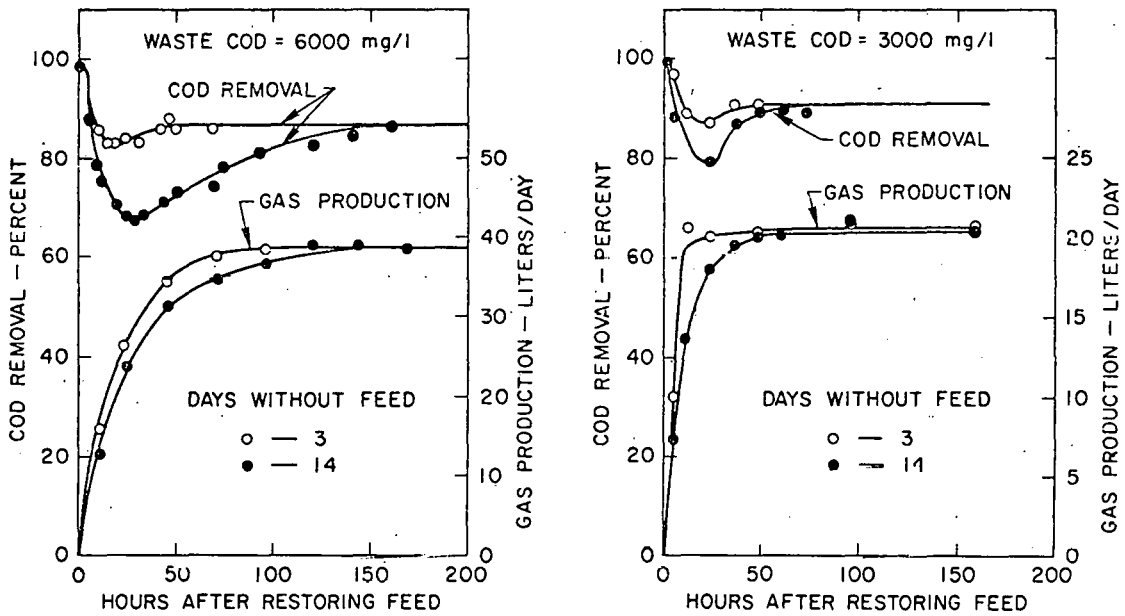 WASTE COD = 6000 mg/l
COD REMOVAL
GAS PRODUCTION
DAYS WITHOUT FEED
○ — 3
● — 14
COD REMOVAL — PERCENT
100
80
60
40
20
0
GAS PRODUCTION — LITERS/DAY
50
40
30
20
10
0
0 50 100 150 200
HOURS AFTER RESTORING FEED
WASTE COD = 3000 mg/l
COD REMOVAL
GAS PRODUCTION
DAYS WITHOUT FEED
○ — 3
● — 14
COD REMOVAL — PERCENT
100
80
60
40
20
0
GAS PRODUCTION — LITERS/DAY
25
20
15
10
5
0
0 50 100 150 200
HOURS AFTER RESTORING FEED